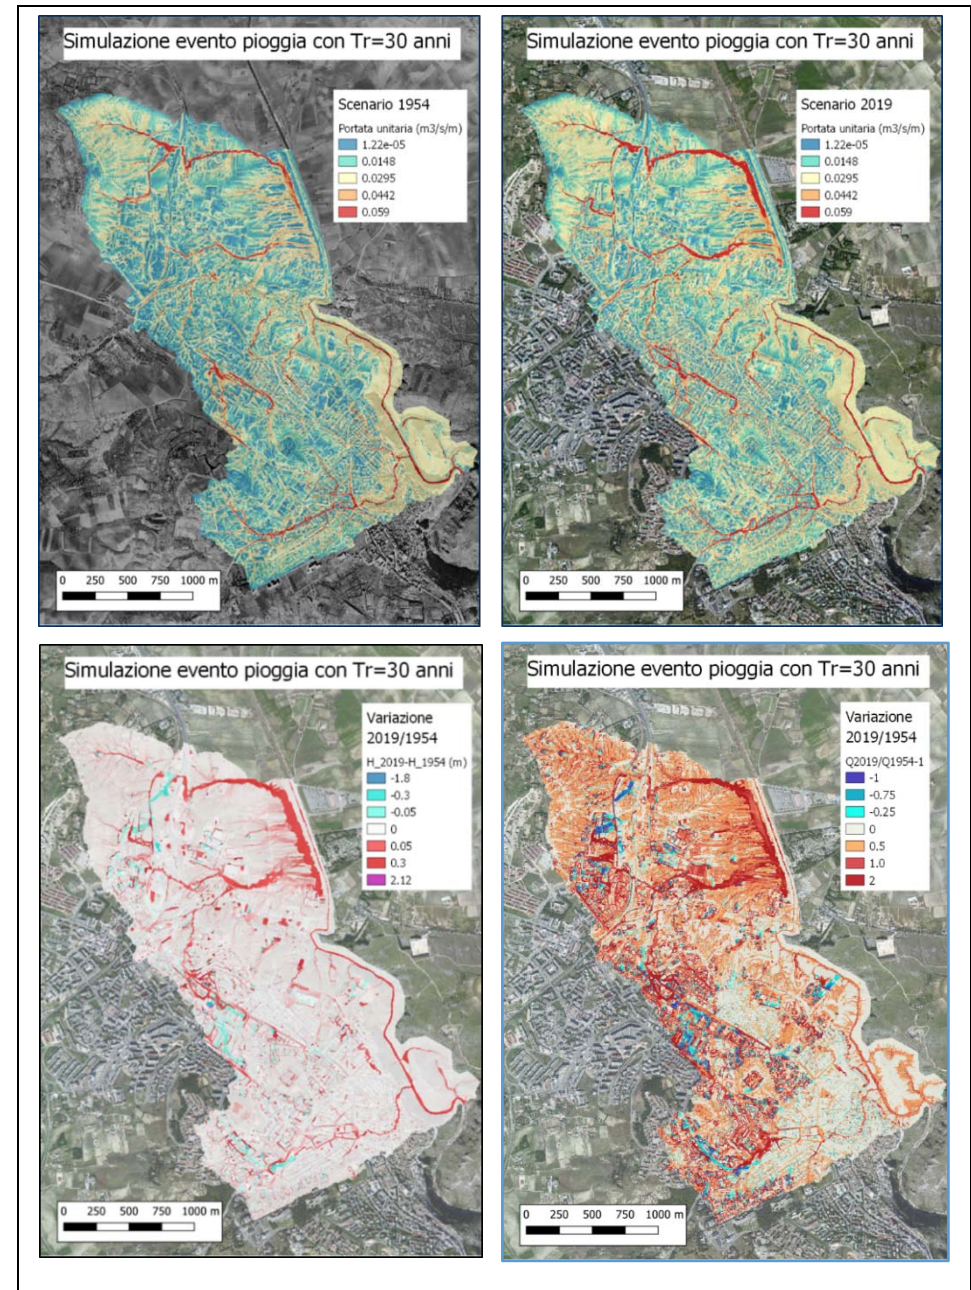 Simulazione evento pioggia con Tr=30 anni
Scenario 1954
Portata unitaria (m3/s/m)
1.22e-05
0.0148
0.0295
0.0442
0.059
0 250 500 750 1000 m
Simulazione evento pioggia con Tr=30 anni
Scenario 2019
Portata unitaria (m3/s/m)
1.22e-05
0.0148
0.0295
0.0442
0.059
0 250 500 750 1000 m
Simulazione evento pioggia con Tr=30 anni
Variazione
2019/1954
H_2019-H_1954 (m)
-1.8
-0.3
-0.05
0
0.05
0.3
2.12
0 250 500 750 1000 m
Simulazione evento pioggia con Tr=30 anni
Variazione
2019/1954
Q2019/Q1954-1
-1
-0.75
-0.25
0
0.5
1.0
2
0 250 500 750 1000 m